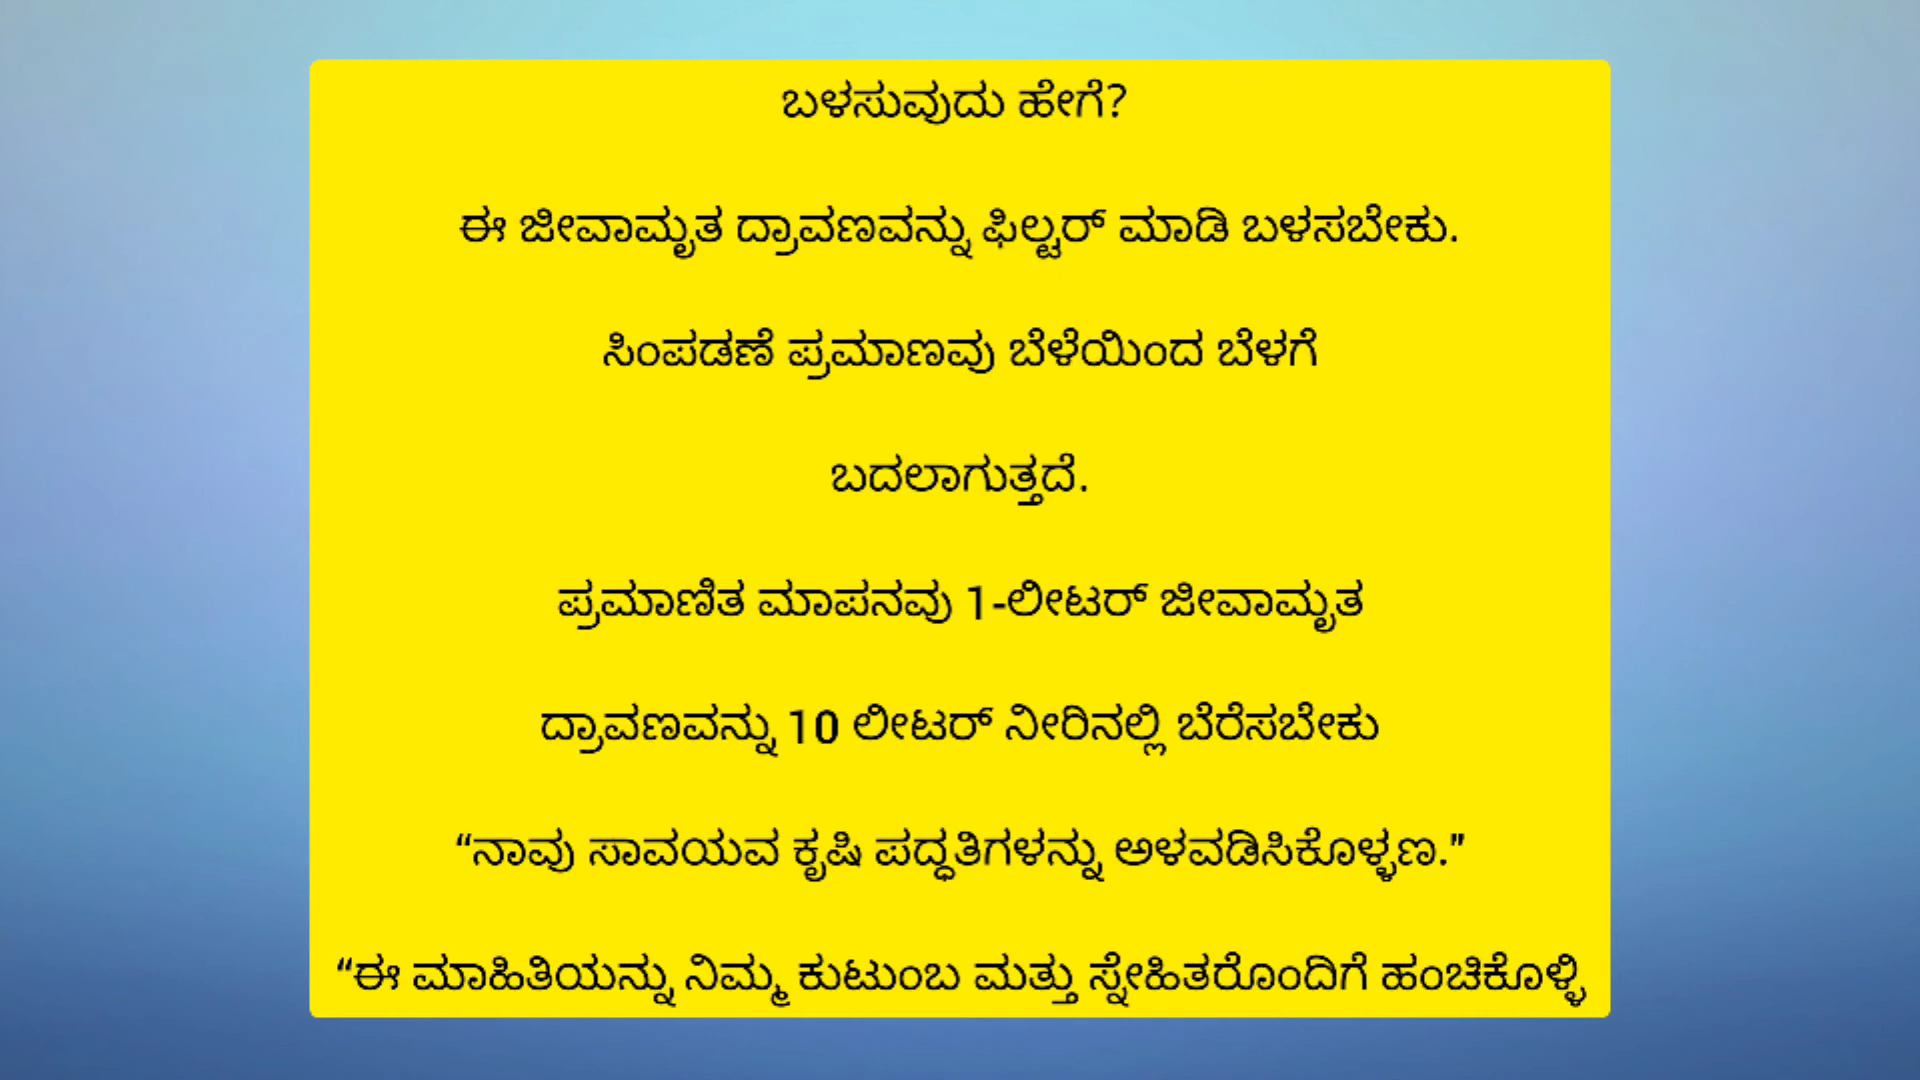 ಬಳಸುವುದು ಹೇಗೆ?
ಈ ಜೀವಾಮೃತ ದ್ರಾವಣವನ್ನು ಫಿಲ್ಟರ್ ಮಾಡಿ ಬಳಸಬೇಕು.
ಸಿಂಪಡಣೆ ಪ್ರಮಾಣವು ಬೆಳೆಯಿಂದ ಬೆಳಗೆ
ಬದಲಾಗುತ್ತದೆ.
ಪ್ರಮಾಣಿತ ಮಾಪನವು 1-ಲೀಟರ್ ಜೀವಾಮೃತ
ದ್ರಾವಣವನ್ನು 10 ಲೀಟರ್ ನೀರಿನಲ್ಲಿ ಬೆರೆಸಬೇಕು
“ನಾವು ಸಾವಯವ ಕೃಷಿ ಪದ್ಧತಿಗಳನ್ನು ಅಳವಡಿಸಿಕೊಳ್ಳಣ."
“ಈ ಮಾಹಿತಿಯನ್ನು ನಿಮ್ಮ ಕುಟುಂಬ ಮತ್ತು ಸ್ನೇಹಿತರೊಂದಿಗೆ ಹಂಚಿಕೊಳ್ಳಿ